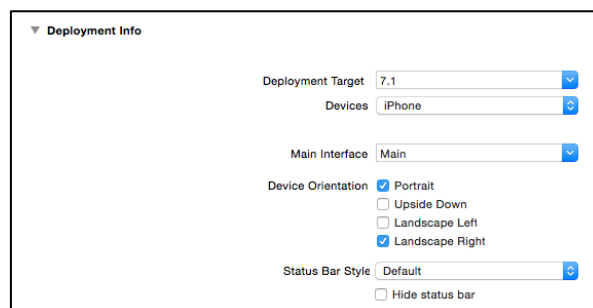 Deployment Info
Deployment Target 7.1
Devices iPhone
Main Interface Main
Device Orientation Portrait
Upside Down
Landscape Left
Landscape Right
Status Bar Style Default
Hide status bar